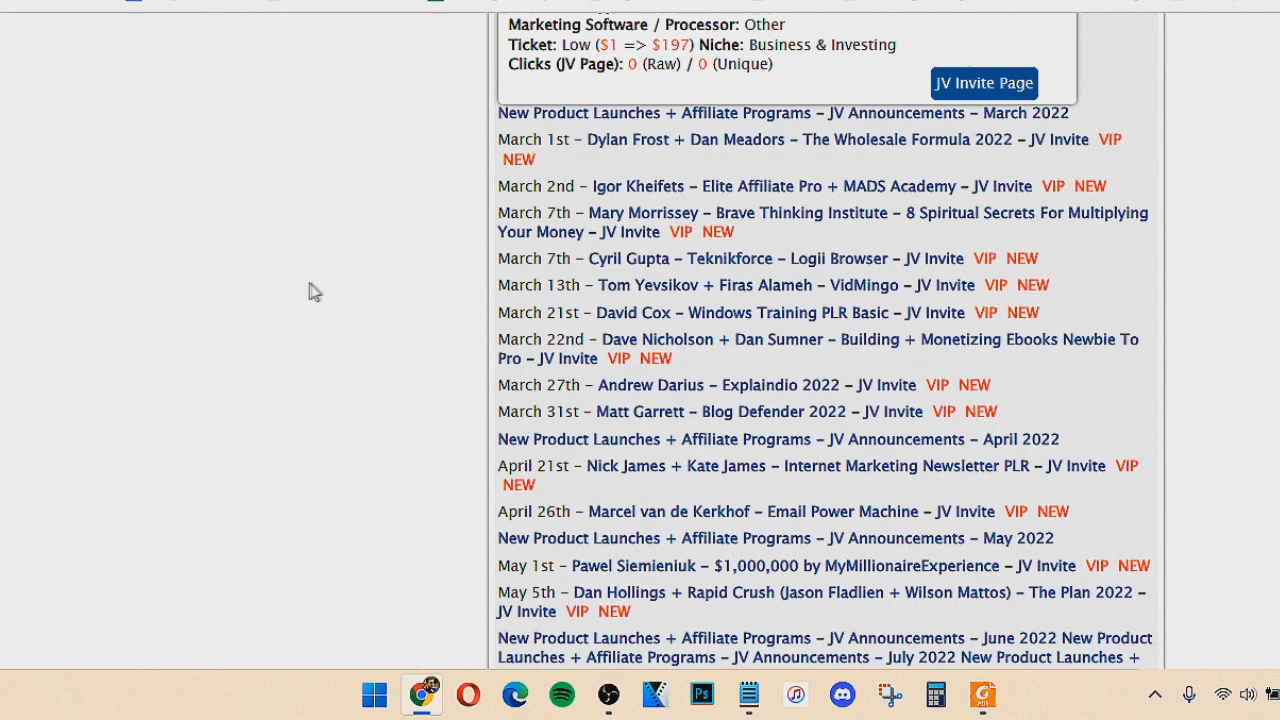 Marketing Software / Processor: Other
Ticket: Low ($1 => $197) Niche: Business & Investing
Clicks (JV Page): 0 (Raw) / 0 (Unique)
JV Invite Page
New Product Launches + Affiliate Programs – JV Announcements – March 2022
March 1st – Dylan Frost + Dan Meadors – The Wholesale Formula 2022 – JV Invite VIP
NEW
March 2nd – Igor Kheifets – Elite Affiliate Pro + MADS Academy – JV Invite VIP NEW
March 7th – Mary Morrissey – Brave Thinking Institute – 8 Spiritual Secrets For Multiplying
Your Money – JV Invite VIP NEW
March 7th – Cyril Gupta – Teknikforce – Logii Browser – JV Invite VIP NEW
March 13th – Tom Yevsikov + Firas Alameh – VidMingo – JV Invite VIP NEW
March 21st – David Cox – Windows Training PLR Basic – JV Invite VIP NEW
March 22nd – Dave Nicholson + Dan Sumner – Building + Monetizing Ebooks Newbie To
Pro – JV Invite VIP NEW
March 27th – Andrew Darius – Explaindio 2022 – JV Invite VIP NEW
March 31st – Matt Garrett – Blog Defender 2022 – JV Invite VIP NEW
New Product Launches + Affiliate Programs – JV Announcements – April 2022
April 21st – Nick James + Kate James – Internet Marketing Newsletter PLR – JV Invite VIP
NEW
April 26th – Marcel van de Kerkhof – Email Power Machine – JV Invite VIP NEW
New Product Launches + Affiliate Programs – JV Announcements – May 2022
May 1st – Pawel Siemieniuk – $1,000,000 by MyMillionaireExperience – JV Invite VIP NEW
May 5th – Dan Hollings + Rapid Crush (Jason Fladlien + Wilson Mattos) – The Plan 2022 –
JV Invite VIP NEW
New Product Launches + Affiliate Programs – JV Announcements – June 2022 New Product
Launches + Affiliate Programs – JV Announcements – July 2022 New Product Launches +
Ps